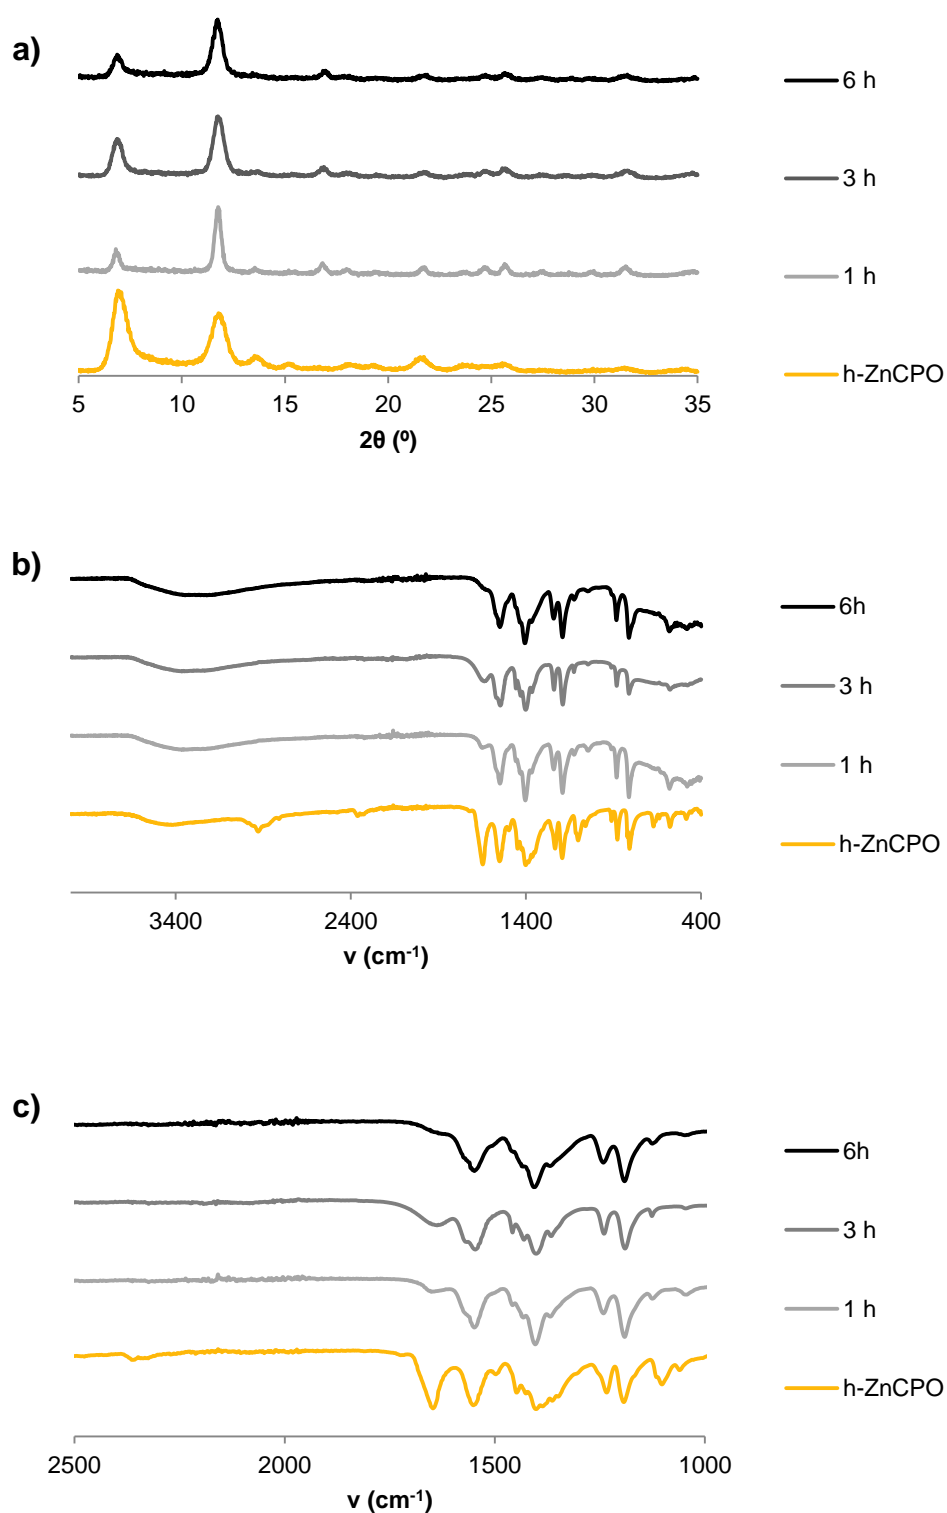 a)
6 h
3 h
1 h
h-ZnCPO
5 10 15 20 25 30 35
2θ (º)
b)
6h
3 h
1 h
h-ZnCPO
3400 2400 1400 400
ν (cm⁻¹)
c)
6h
3 h
1 h
h-ZnCPO
2500 2000 1500 1000
ν (cm⁻¹)